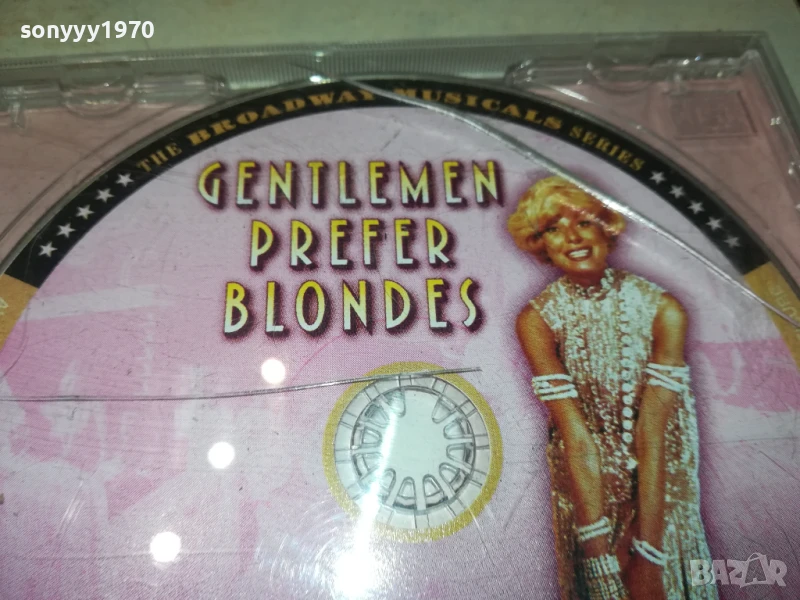 sonyyy1970
THE BROADWAY MUSICALS SERIES
GENTLEMEN
PREFER
BLONDES
BAZAR